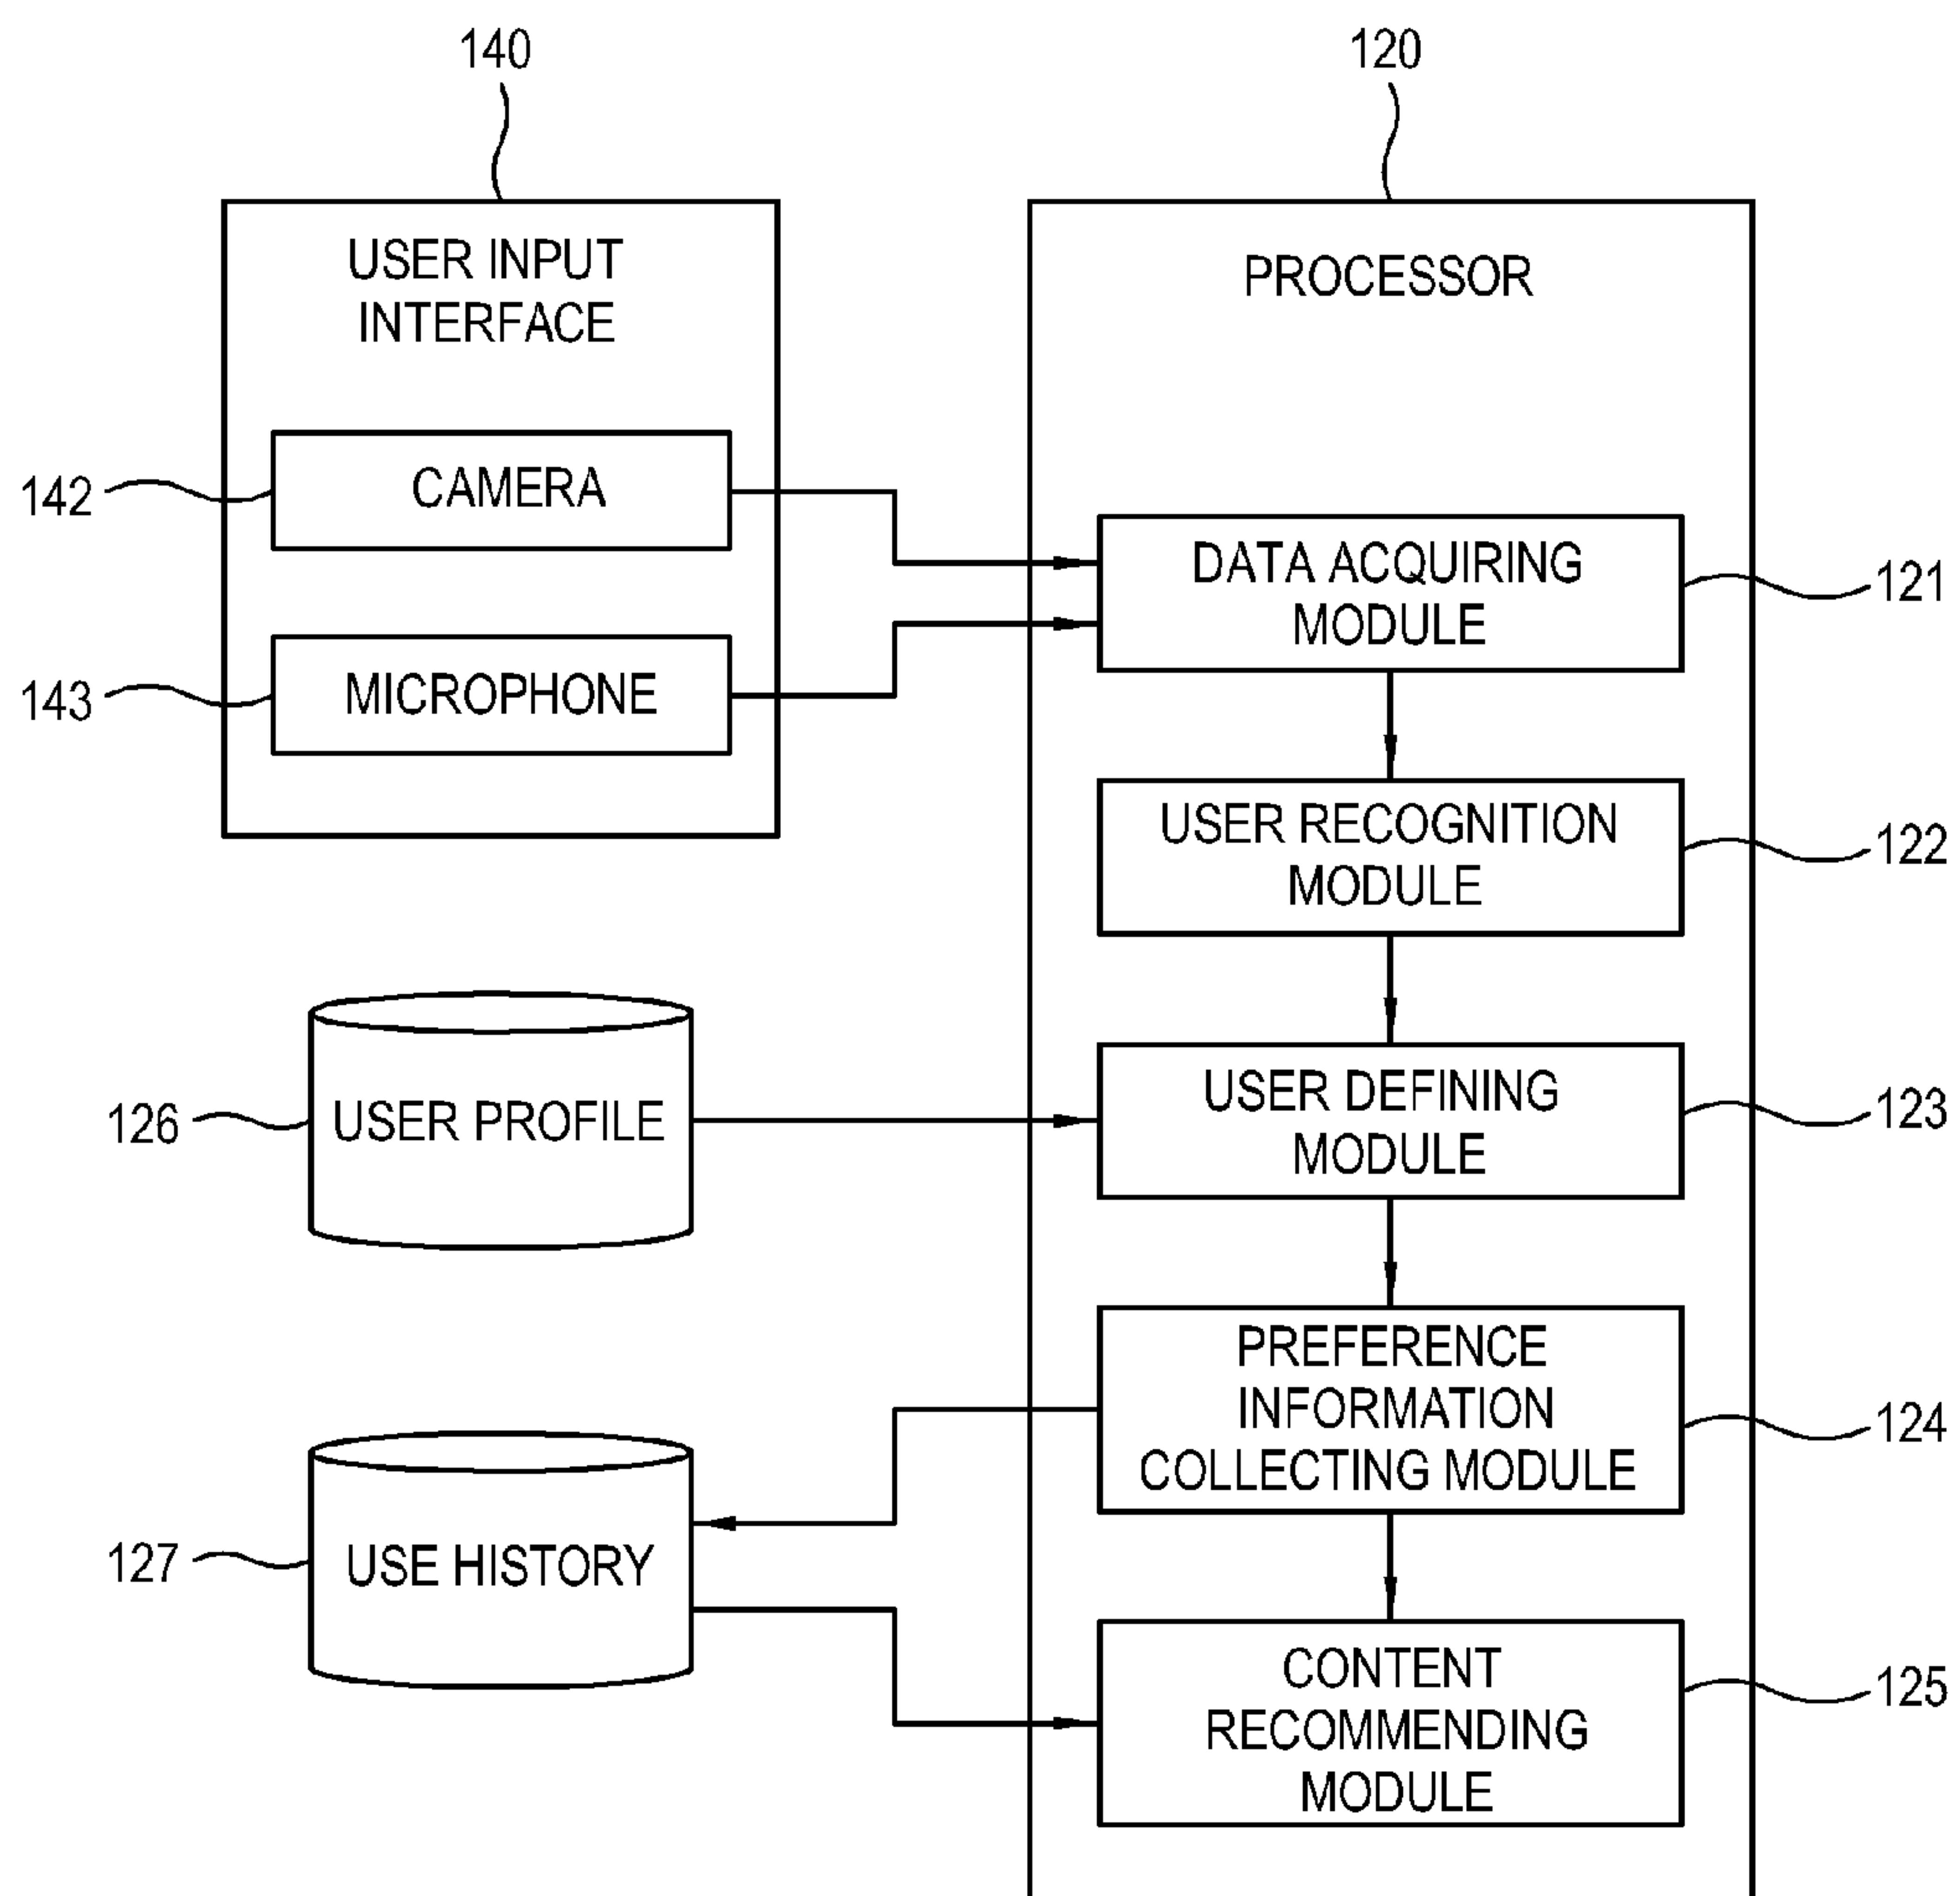 140
120
USER INPUT
INTERFACE
PROCESSOR
142
CAMERA
DATA ACQUIRING
MODULE
121
143
MICROPHONE
USER RECOGNITION
MODULE
122
126
USER PROFILE
USER DEFINING
MODULE
123
PREFERENCE
INFORMATION
COLLECTING MODULE
124
127
USE HISTORY
CONTENT
RECOMMENDING
MODULE
125